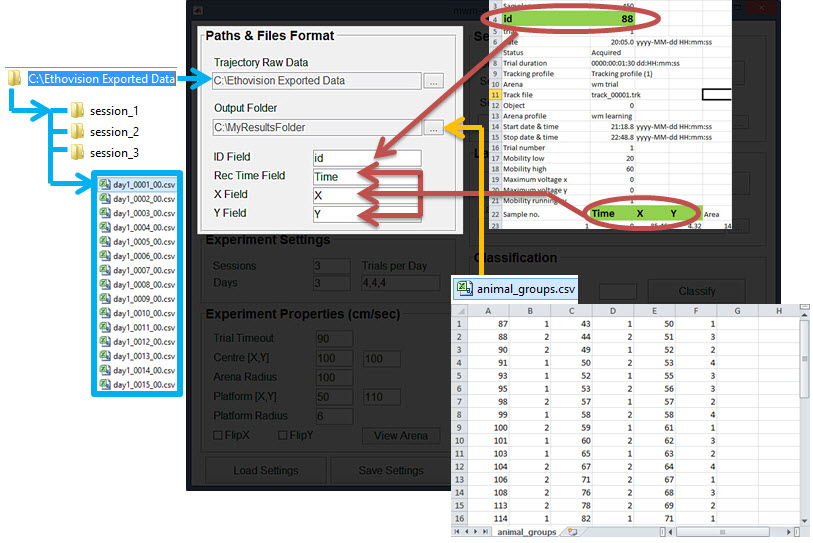 C:\Ethovision Exported Data
session_1
session_2
session_3
day1_0001_00.csv
day1_0002_00.csv
day1_0003_00.csv
day1_0004_00.csv
day1_0005_00.csv
day1_0006_00.csv
day1_0007_00.csv
day1_0008_00.csv
day1_0009_00.csv
day1_0010_00.csv
day1_0011_00.csv
day1_0012_00.csv
day1_0013_00.csv
day1_0014_00.csv
day1_0015_00.csv
Paths & Files Format
Trajectory Raw Data
C:\Ethovision Exported Data ...
Output Folder
C:\MyResultsFolder ...
ID Field id
Rec Time Field Time
X Field X
Y Field Y
Experiment Settings
Sessions 3 Trials per Day
Days 3 4,4,4
Experiment Properties (cm/sec)
Trial Timeout 90
Centre [X,Y] 100 100
Arena Radius 100
Platform [X,Y] 50 110
Platform Radius 6
FlipX FlipY View Arena
Load Settings Save Settings
Classification
Classify
3 450
4 id 88
5 1
6 20:05.0 yyyy-MM-dd HH:mm:ss
7 Status Acquired
8 Trial duration 0000:00:01:30 dd HH:mm:ss
9 Tracking profile Tracking profile (1)
10 Arena wm trial
11 Track file track_00001.trk
12 Object 0
13 Arena profile wm learning
14 Start date & time 21:18.8 yyyy-MM-dd HH:mm:ss
15 Stop date & time 22:48.8 yyyy-MM-dd HH:mm:ss
16 Trial number 1
17 Mobility low 20
18 Mobility high 60
19 Maximum voltage x 0
20 Maximum voltage y 0
21 Mobility running 1
22 Sample no. Time X Y Area
23 1 0 4.32 14
animal_groups.csv
A B C D E F G H
1 87 1 43 1 50 1
2 88 2 44 2 51 3
3 90 2 49 1 52 2
4 91 1 50 2 53 4
5 93 1 52 1 55 3
6 95 1 53 2 56 3
7 98 2 57 1 57 2
8 99 1 58 2 58 4
9 100 2 59 1 61 1
10 101 1 60 2 62 3
11 103 1 65 1 63 2
12 104 2 67 2 64 4
13 106 2 71 2 67 1
14 108 2 76 2 68 3
15 113 2 78 2 69 2
16 114 1 82 1 71 1
animal_groups